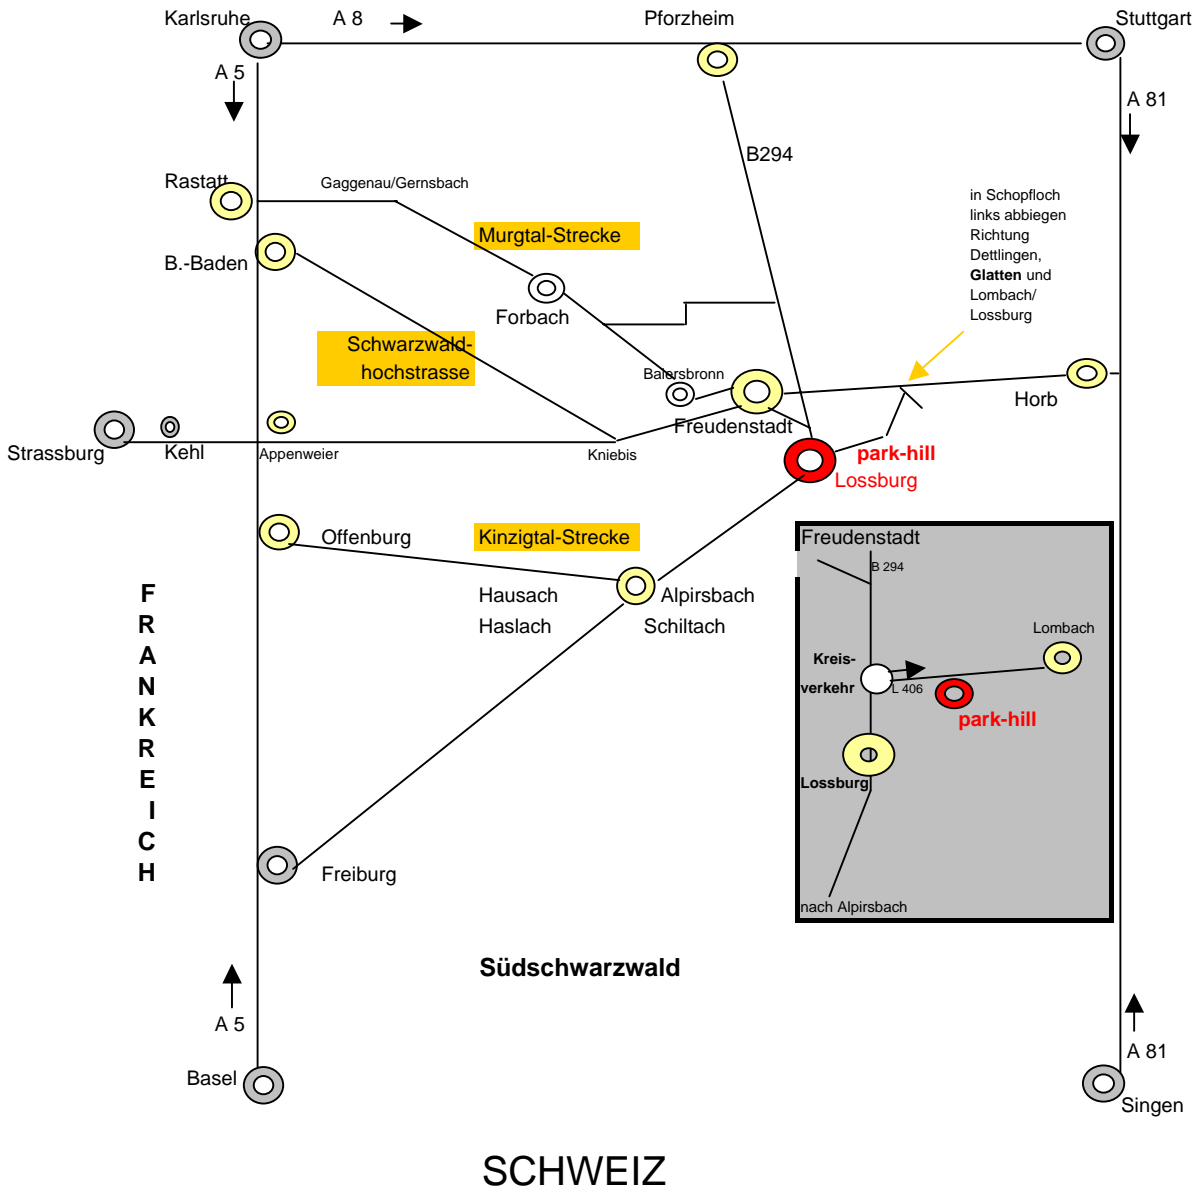 Karlsruhe
A 8
Pforzheim
Stuttgart
A 5
A 81
B294
Rastatt
Gaggenau/Gernsbach
in Schopfloch
links abbiegen
Richtung
Dettlingen,
Glatten und
Lombach/
Lossburg
Murgtal-Strecke
B.-Baden
Forbach
Schwarzwald-
hochstrasse
Baiersbronn
Horb
Freudenstadt
Strassburg
Kehl
Appenweier
Kniebis
park-hill
Lossburg
Offenburg
Kinzigtal-Strecke
Hausach
Alpirsbach
Haslach
Schiltach
FRANKREICH
Freudenstadt
B 294
Lombach
Kreis-
verkehr
L 406
park-hill
Lossburg
nach Alpirsbach
Freiburg
Südschwarzwald
A 5
A 81
Basel
Singen
SCHWEIZ